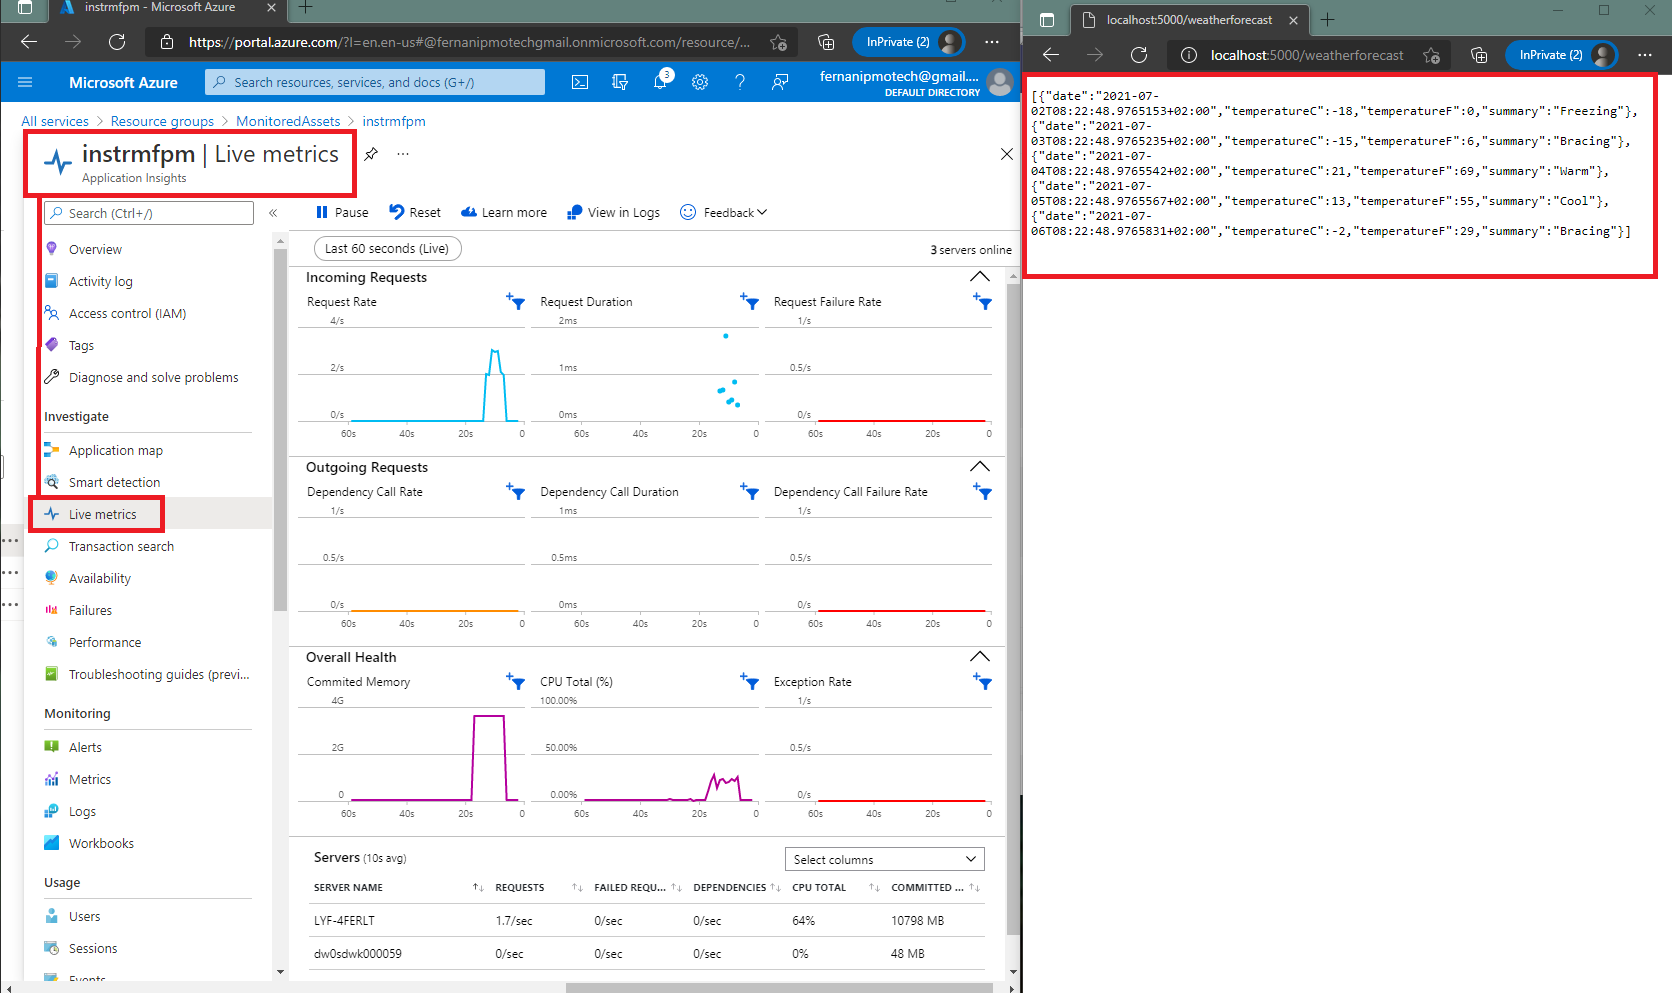 instrmfpm - Microsoft Azure
https://portal.azure.com/?l=en.en-us#@fernanipmotechgmail.onmicrosoft.com/resource/...
InPrivate (2)
Microsoft Azure
Search resources, services, and docs (G+/)
3
fernanipmotech@gmail....
DEFAULT DIRECTORY
All services > Resource groups > MonitoredAssets > instrmfpm
instrmfpm | Live metrics
Application Insights
Search (Ctrl+/)
Overview
Activity log
Access control (IAM)
Tags
Diagnose and solve problems
Investigate
Application map
Smart detection
Live metrics
Transaction search
Availability
Failures
Performance
Troubleshooting guides (previ...
Monitoring
Alerts
Metrics
Logs
Workbooks
Usage
Users
Sessions
Events
Pause Reset Learn more View in Logs Feedback
Last 60 seconds (Live)
3 servers online
Incoming Requests
Request Rate
4/s
2/s
0/s
60s 40s 20s 0
Request Duration
2ms
1ms
0ms
60s 40s 20s 0
Request Failure Rate
1/s
0.5/s
0/s
60s 40s 20s 0
Outgoing Requests
Dependency Call Rate
1/s
0.5/s
0/s
60s 40s 20s 0
Dependency Call Duration
1ms
0.5ms
0ms
60s 40s 20s 0
Dependency Call Failure Rate
1/s
0.5/s
0/s
60s 40s 20s 0
Overall Health
Commited Memory
4G
2G
0
60s 40s 20s 0
CPU Total (%)
100.00%
50.00%
0.00%
60s 40s 20s 0
Exception Rate
1/s
0.5/s
0/s
60s 40s 20s 0
Servers (10s avg)
Select columns
SERVER NAME REQUESTS FAILED REQU... DEPENDENCIES CPU TOTAL COMMITTED ...
LYF-4FERLT 1.7/sec 0/sec 0/sec 64% 10798 MB
dw0sdwk000059 0/sec 0/sec 0/sec 0% 48 MB
localhost:5000/weatherforecast
localhost:5000/weatherforecast
InPrivate (2)
[{"date":"2021-07-
02T08:22:48.9765153+02:00","temperatureC":-18,"temperatureF":0,"summary":"Freezing"},
{"date":"2021-07-
03T08:22:48.9765235+02:00","temperatureC":-15,"temperatureF":6,"summary":"Bracing"},
{"date":"2021-07-
04T08:22:48.9765542+02:00","temperatureC":21,"temperatureF":69,"summary":"Warm"},
{"date":"2021-07-
05T08:22:48.9765567+02:00","temperatureC":13,"temperatureF":55,"summary":"Cool"},
{"date":"2021-07-
06T08:22:48.9765831+02:00","temperatureC":-2,"temperatureF":29,"summary":"Bracing"}]